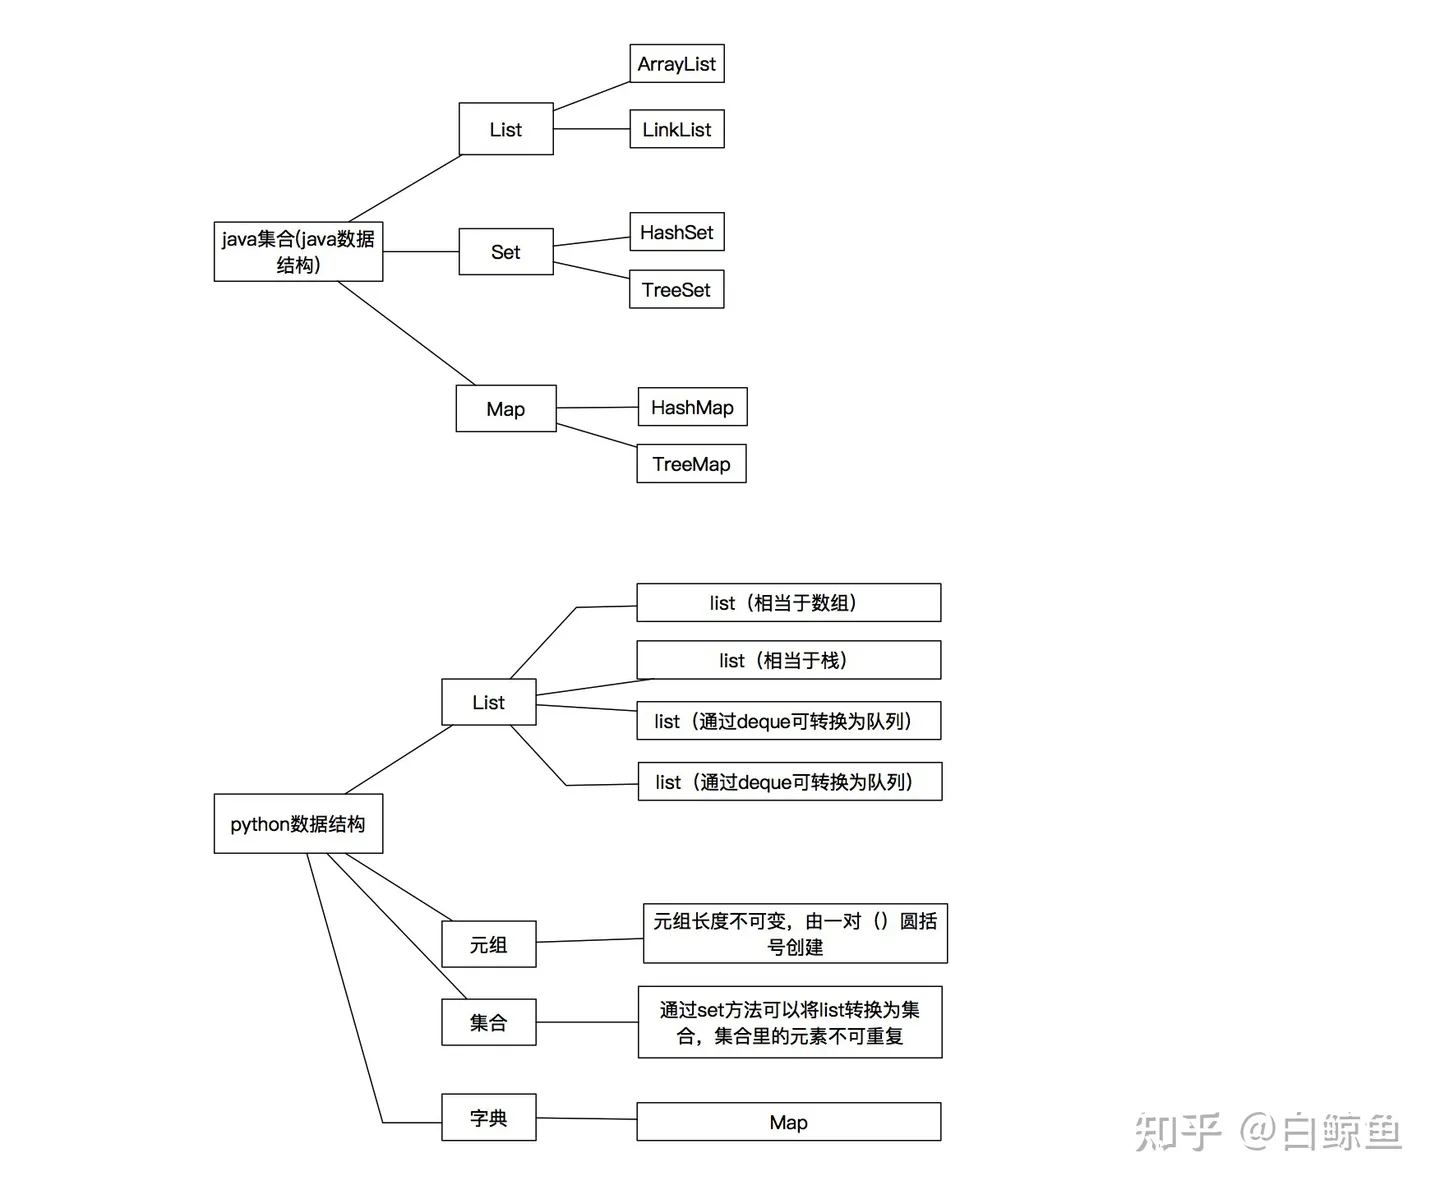 ArrayList
List
LinkList
java集合(java数据
结构)
HashSet
Set
TreeSet
Map
HashMap
TreeMap
list（相当于数组）
list（相当于栈）
List
list（通过deque可转换为队列）
list（通过deque可转换为队列）
python数据结构
元组
元组长度不可变，由一对（）圆括
号创建
集合
通过set方法可以将list转换为集
合，集合里的元素不可重复
字典
Map
知乎 @白鲸鱼